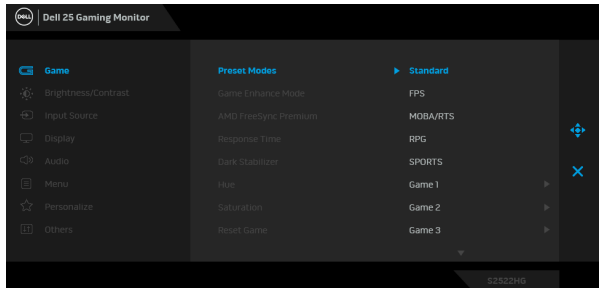 DELL
Dell 25 Gaming Monitor
Game
Brightness/Contrast
Input Source
Display
Audio
Menu
Personalize
Others
Preset Modes
Game Enhance Mode
AMD FreeSync Premium
Response Time
Dark Stabilizer
Hue
Saturation
Reset Game
Standard
FPS
MOBA/RTS
RPG
SPORTS
Game 1
Game 2
Game 3
S2522HG